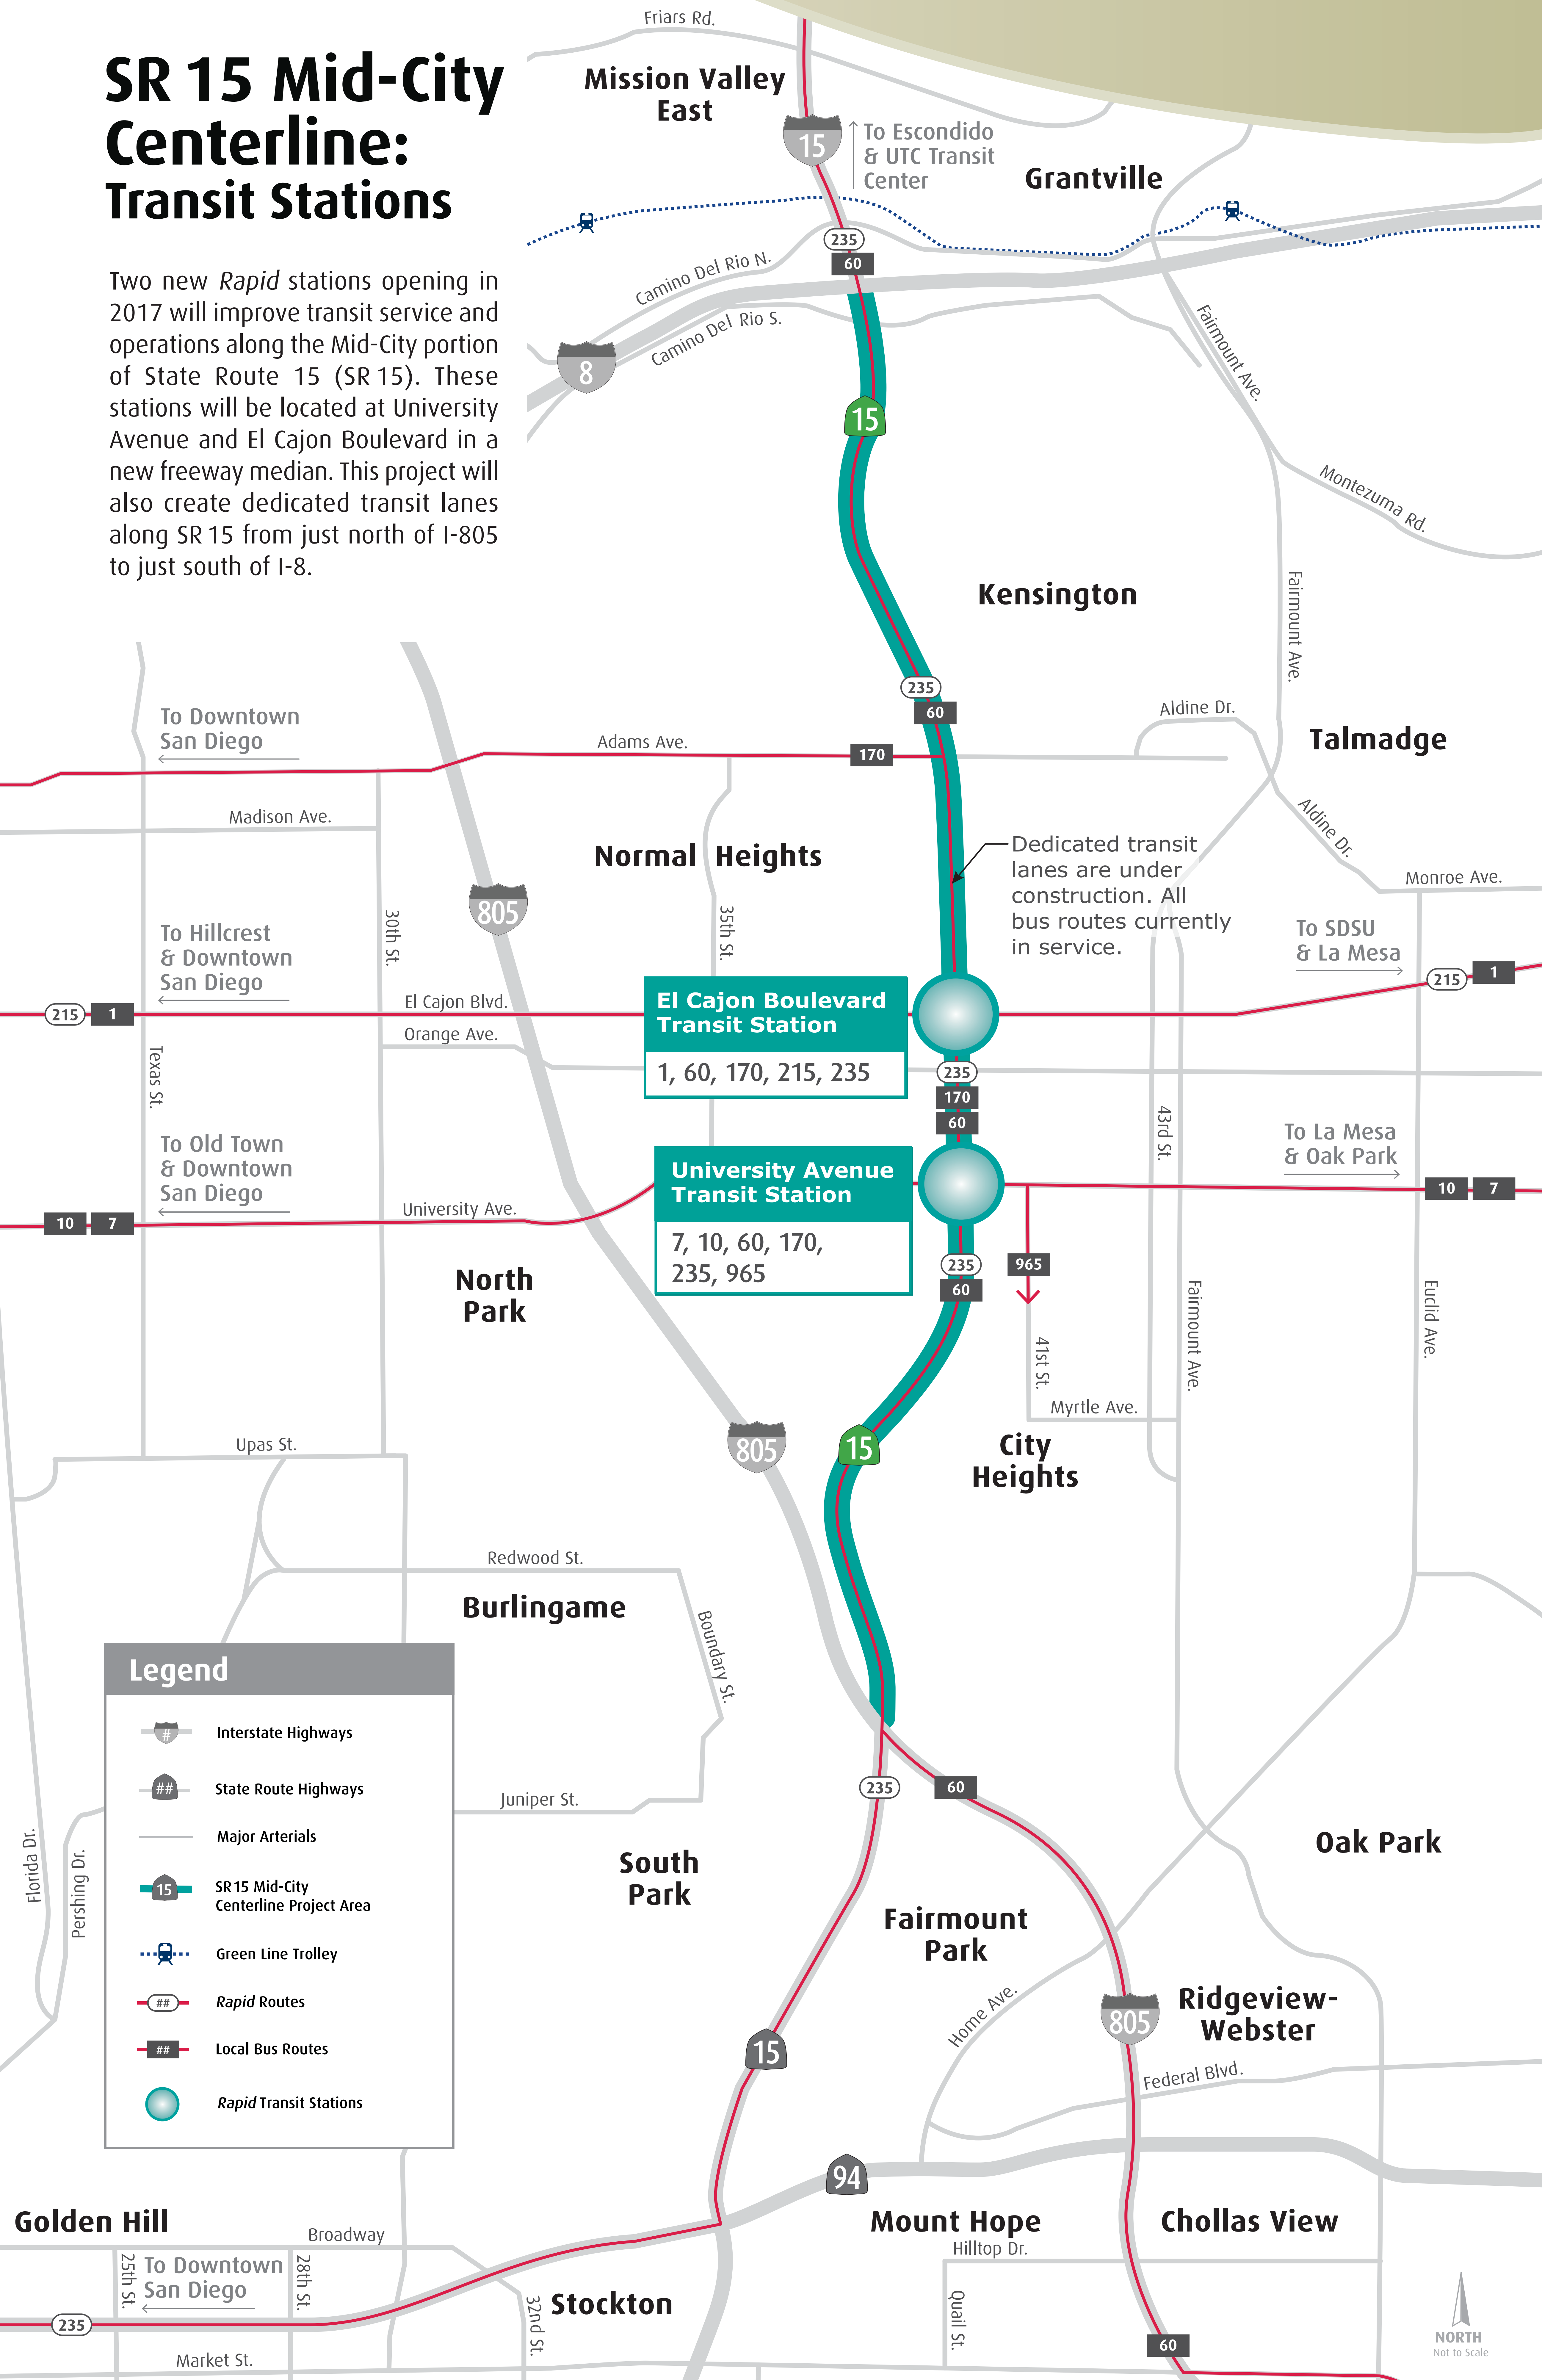 SR 15 Mid-City
Centerline:
Transit Stations
Two new Rapid stations opening in
2017 will improve transit service and
operations along the Mid-City portion
of State Route 15 (SR 15). These
stations will be located at University
Avenue and El Cajon Boulevard in a
new freeway median. This project will
also create dedicated transit lanes
along SR 15 from just north of I-805
to just south of I-8.
Friars Rd.
Mission Valley
East
15
To Escondido
& UTC Transit
Center
Grantville
235
60
Camino Del Rio N.
Camino Del Rio S.
8
Fairmount Ave.
15
Montezuma Rd.
Kensington
Fairmount Ave.
235
60
To Downtown
San Diego
Adams Ave.
170
Aldine Dr.
Talmadge
Madison Ave.
Normal Heights
Aldine Dr.
Dedicated transit
lanes are under
construction. All
bus routes currently
in service.
Monroe Ave.
805
30th St.
35th St.
To Hillcrest
& Downtown
San Diego
To SDSU
& La Mesa
215
1
215
1
El Cajon Blvd.
Orange Ave.
El Cajon Boulevard
Transit Station
1, 60, 170, 215, 235
235
170
60
Texas St.
43rd St.
To Old Town
& Downtown
San Diego
To La Mesa
& Oak Park
University Avenue
Transit Station
7, 10, 60, 170,
235, 965
10
7
University Ave.
10
7
235
60
965
North
Park
41st St.
Fairmount Ave.
Euclid Ave.
Myrtle Ave.
Upas St.
805
15
City
Heights
Redwood St.
Burlingame
Boundary St.
Legend
#
Interstate Highways
##
State Route Highways
Major Arterials
15
SR 15 Mid-City
Centerline Project Area
Green Line Trolley
##
Rapid Routes
##
Local Bus Routes
Rapid Transit Stations
Juniper St.
235
60
Florida Dr.
Pershing Dr.
South
Park
Oak Park
Fairmount
Park
Home Ave.
805
Ridgeview-
Webster
15
Federal Blvd.
94
Golden Hill
Broadway
Mount Hope
Chollas View
Hilltop Dr.
25th St.
To Downtown
San Diego
28th St.
32nd St.
Stockton
Quail St.
235
60
Market St.
NORTH
Not to Scale